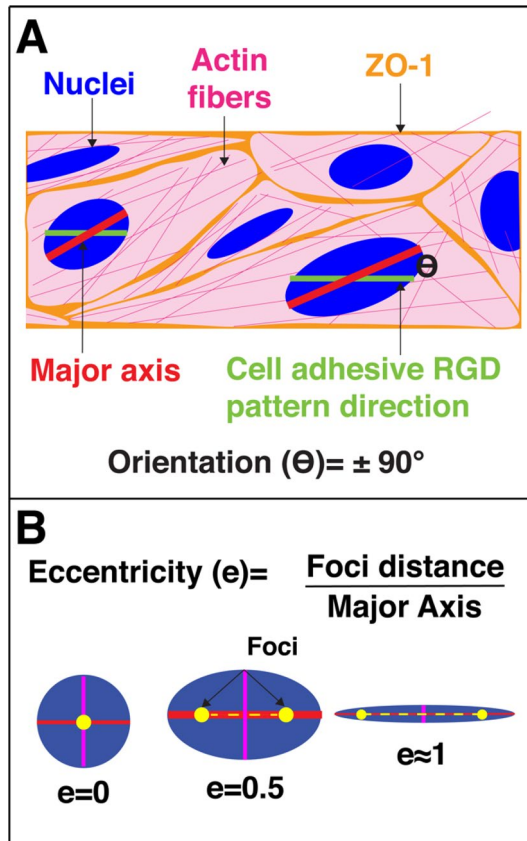 A
Nuclei
Actin
fibers
ZO-1
Ɵ
Major axis
Cell adhesive RGD
pattern direction
Orientation (Ɵ)= ± 90°
B
Eccentricity (e)=
Foci distance
Major Axis
Foci
e=0
e=0.5
e≈1